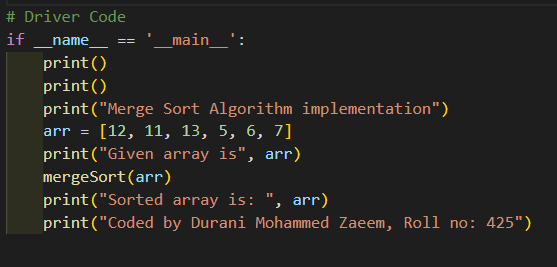 # Driver Code
if __name__ == '__main__':
    print()
    print()
    print("Merge Sort Algorithm implementation")
    arr = [12, 11, 13, 5, 6, 7]
    print("Given array is", arr)
    mergeSort(arr)
    print("Sorted array is: ", arr)
    print("Coded by Durani Mohammed Zaeem, Roll no: 425")